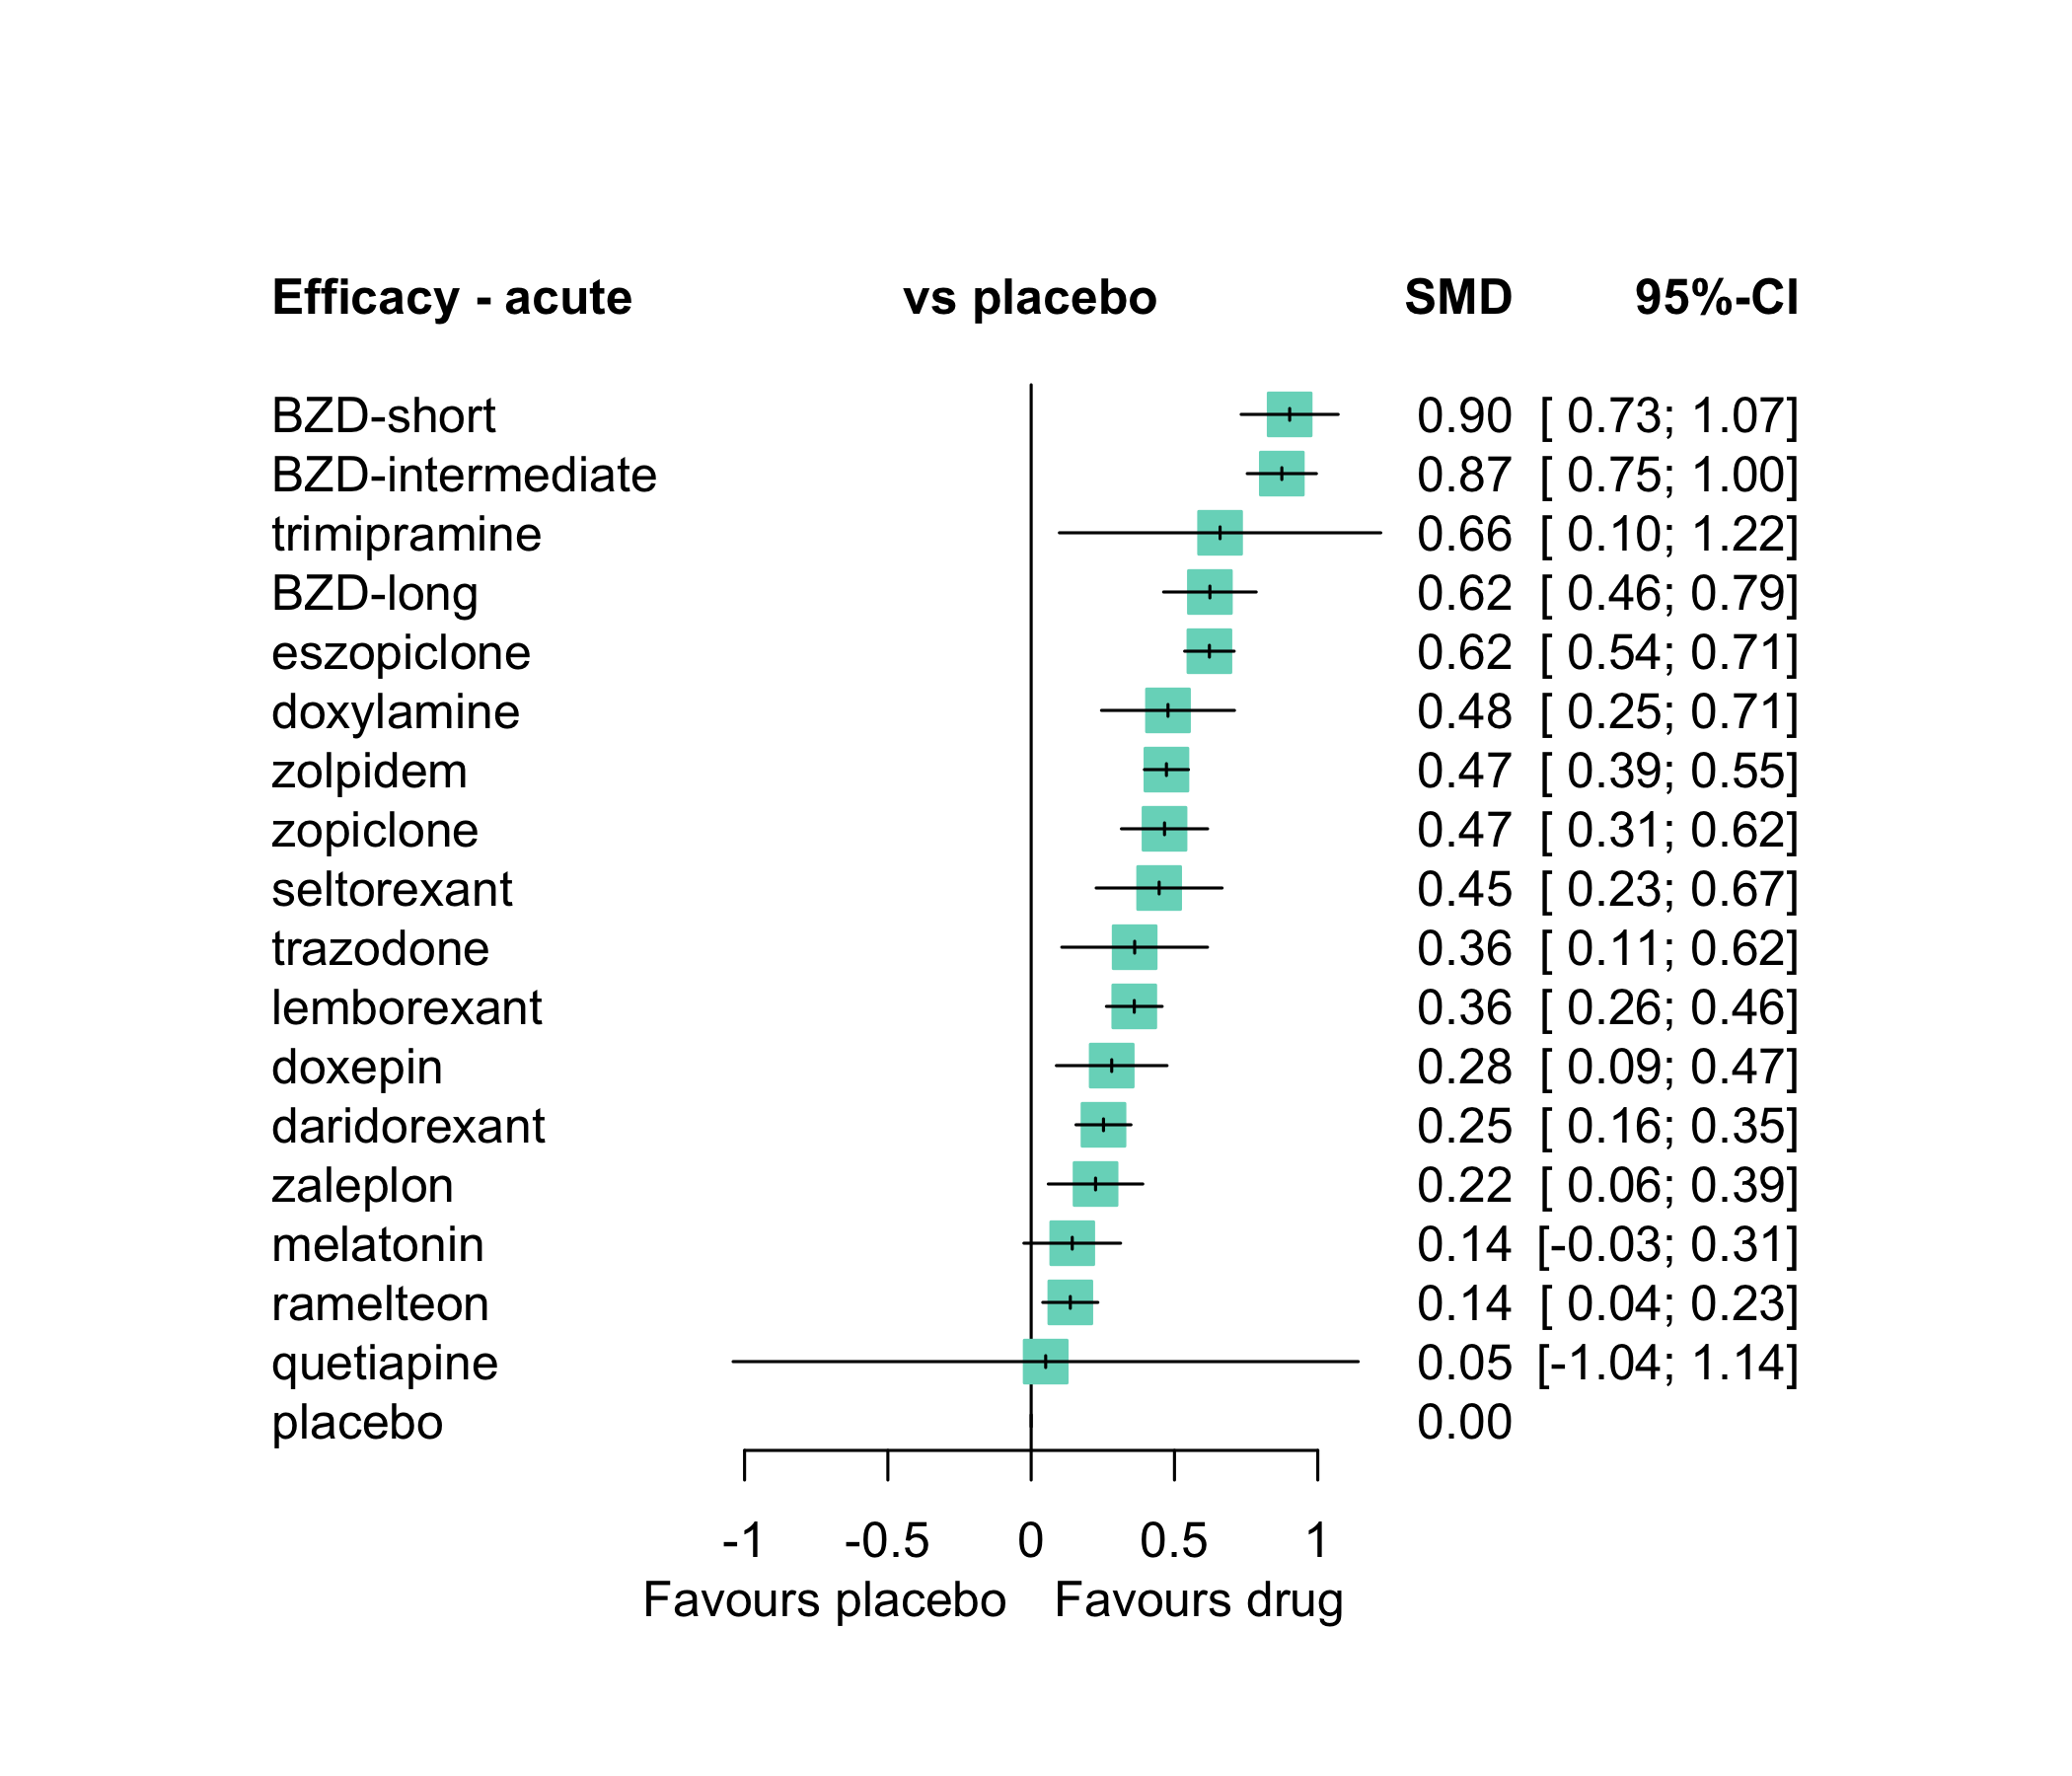 Efficacy - acute vs placebo SMD 95%-CI
BZD-short 0.90 [ 0.73; 1.07]
BZD-intermediate 0.87 [ 0.75; 1.00]
trimipramine 0.66 [ 0.10; 1.22]
BZD-long 0.62 [ 0.46; 0.79]
eszopiclone 0.62 [ 0.54; 0.71]
doxylamine 0.48 [ 0.25; 0.71]
zolpidem 0.47 [ 0.39; 0.55]
zopiclone 0.47 [ 0.31; 0.62]
seltorexant 0.45 [ 0.23; 0.67]
trazodone 0.36 [ 0.11; 0.62]
lemborexant 0.36 [ 0.26; 0.46]
doxepin 0.28 [ 0.09; 0.47]
daridorexant 0.25 [ 0.16; 0.35]
zaleplon 0.22 [ 0.06; 0.39]
melatonin 0.14 [-0.03; 0.31]
ramelteon 0.14 [ 0.04; 0.23]
quetiapine 0.05 [-1.04; 1.14]
placebo 0.00
-1 -0.5 0 0.5 1
Favours placebo Favours drug